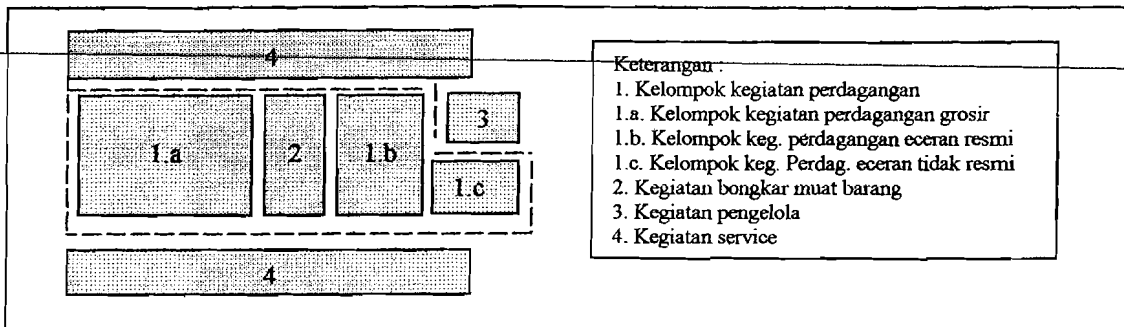 4
1.a
2
1.b
3
1.c
4
Keterangan :
1. Kelompok kegiatan perdagangan
1.a. Kelompok kegiatan perdagangan grosir
1.b. Kelompok keg. perdagangan eceran resmi
1.c. Kelompok keg. Perdag. eceran tidak resmi
2. Kegiatan bongkar muat barang
3. Kegiatan pengelola
4. Kegiatan service